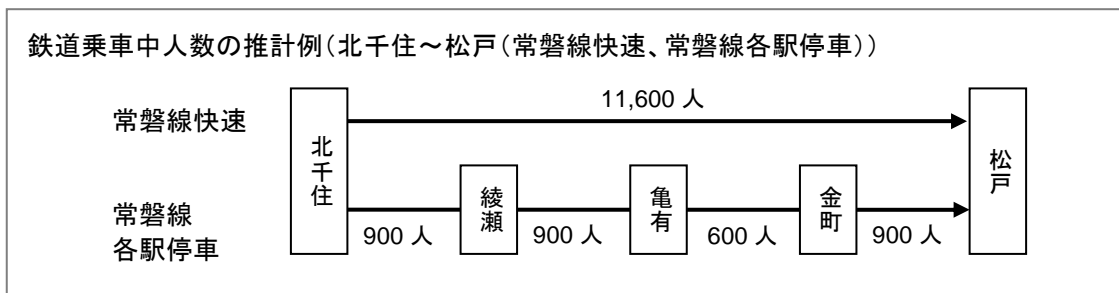 鉄道乗車中人数の推計例(北千住~松戸(常磐線快速、常磐線各駅停車))
11,600 人
常磐線快速
北千住
松戸
常磐線
各駅停車
綾瀬
亀有
金町
900 人
900 人
600 人
900 人